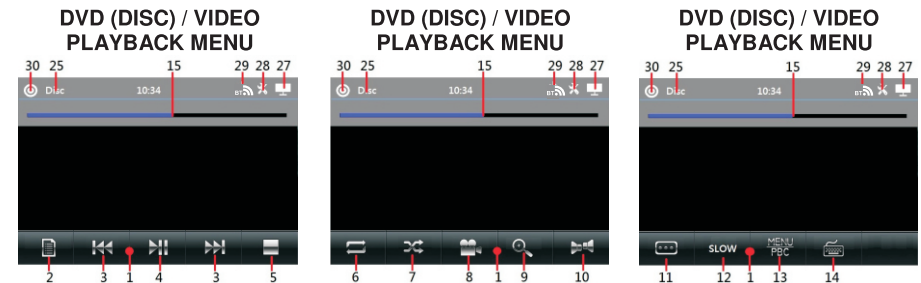 DVD (DISC) / VIDEO
PLAYBACK MENU
30 25 15 29 28 27
Disc 10:34 BT
2 3 1 4 3 5
DVD (DISC) / VIDEO
PLAYBACK MENU
30 25 15 29 28 27
Disc 10:34 BT
6 7 8 1 9 10
DVD (DISC) / VIDEO
PLAYBACK MENU
30 25 15 29 28 27
Disc 10:34 BT
SLOW MENU
PBC
11 12 1 13 14